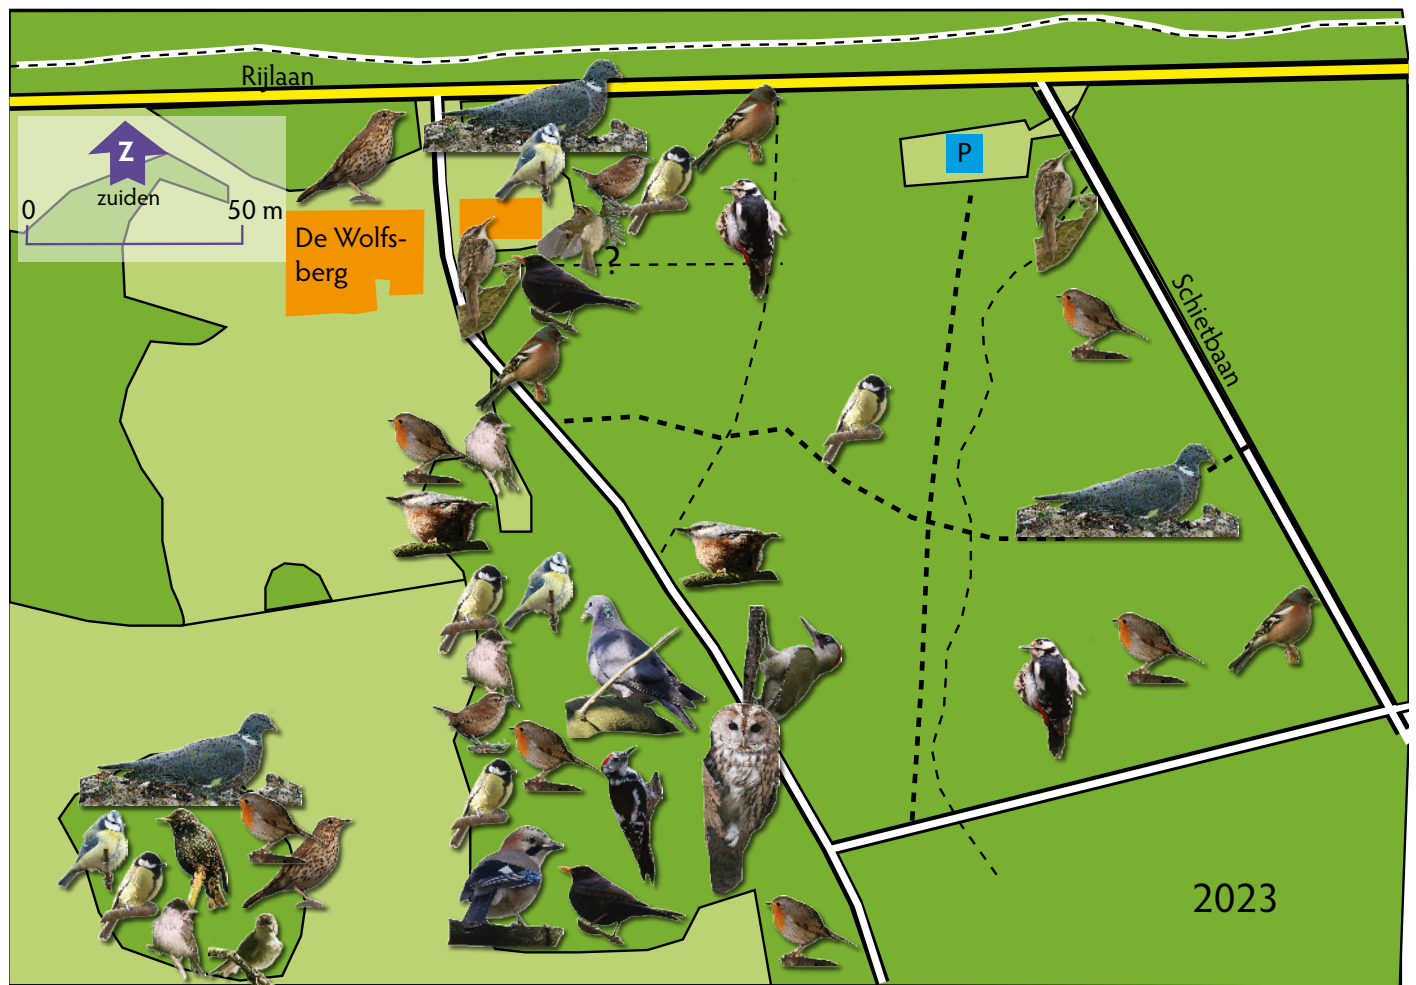 Rijlaan
Z
zuiden
0 50 m
De Wolfs-
berg
P
?
Schietbaan
2023